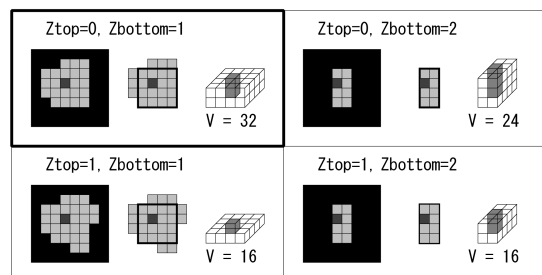 Ztop=0, Zbottom=1
V = 32
Ztop=0, Zbottom=2
V = 24
Ztop=1, Zbottom=1
V = 16
Ztop=1, Zbottom=2
V = 16